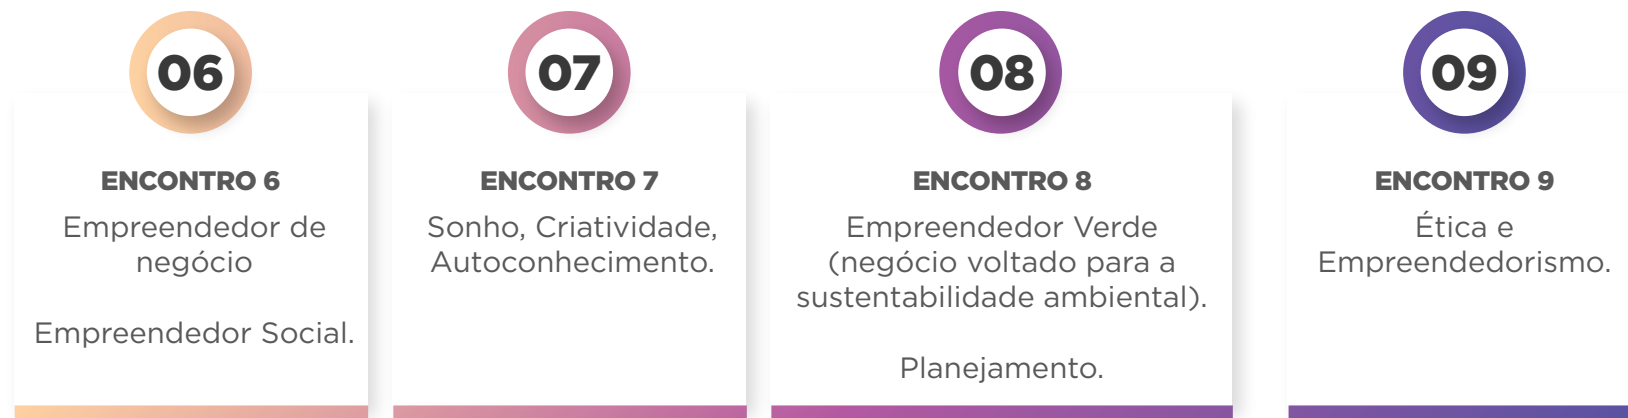 06
ENCONTRO 6
Empreendedor de
negócio
Empreendedor Social.
07
ENCONTRO 7
Sonho, Criatividade,
Autoconhecimento.
08
ENCONTRO 8
Empreendedor Verde
(negócio voltado para a
sustentabilidade ambiental).
Planejamento.
09
ENCONTRO 9
Ética e
Empreendedorismo.